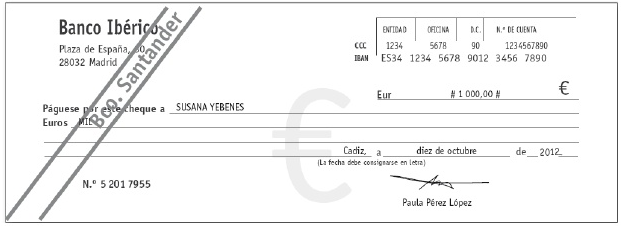 Banco Ibérico
Plaza de España, 30
28032 Madrid
Bco. Santander
ENTIDAD OFICINA D.C. N.º DE CUENTA
CCC 1234 5678 90 1234567890
IBAN ES34 1234 5678 9012 3456 7890
Eur # 1 000,00 # €
Páguese por este cheque a SUSANA YEBENES
Euros MIL
€
Cadiz, a diez de octubre de 2012
(La fecha debe consignarse en letra)
N.º 5 201 7955
Paula Pérez López